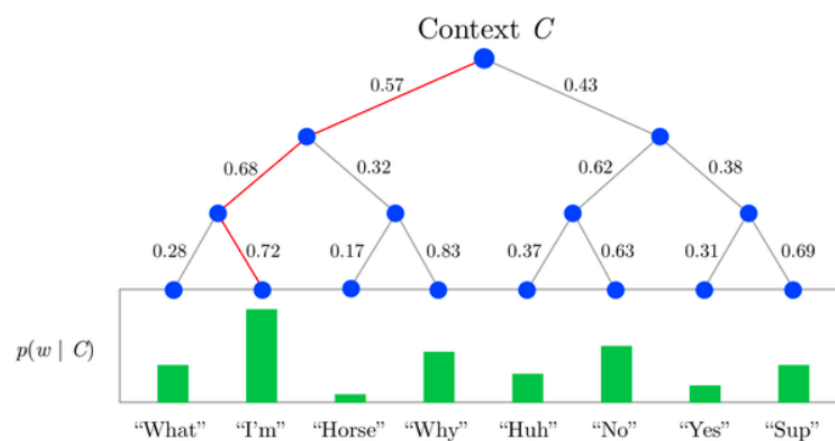 Context C
0.57 0.43
0.68 0.32 0.62 0.38
0.28 0.72 0.17 0.83 0.37 0.63 0.31 0.69
p(w | C)
“What” “I'm” “Horse” “Why” “Huh” “No” “Yes” “Sup”